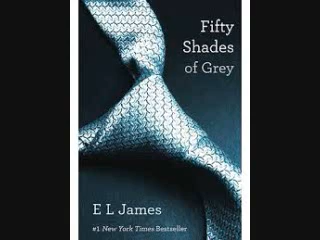 Fifty
Shades
of Grey
E L James
#1 New York Times Bestseller